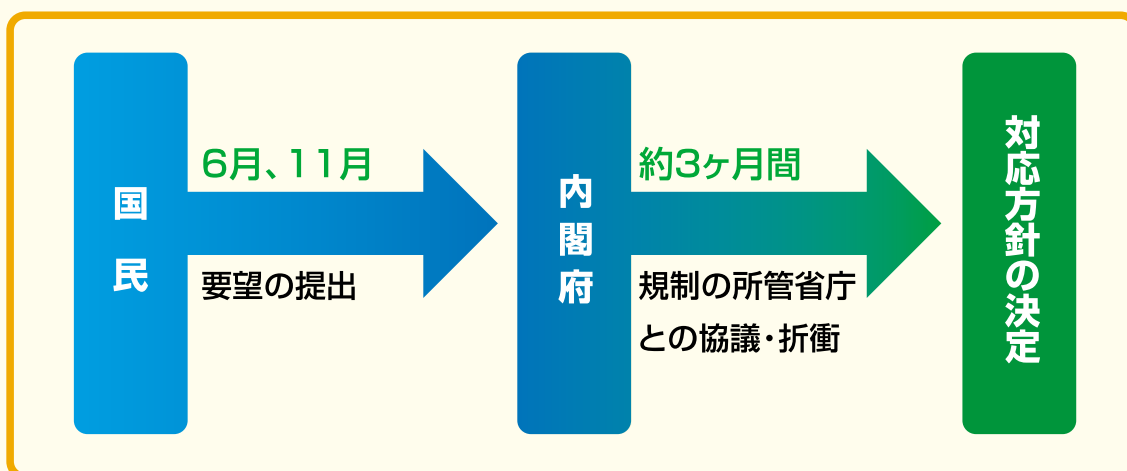 国民
6月、11月
要望の提出
内閣府
約3ヶ月間
規制の所管省庁
との協議・折衝
対応方針の決定